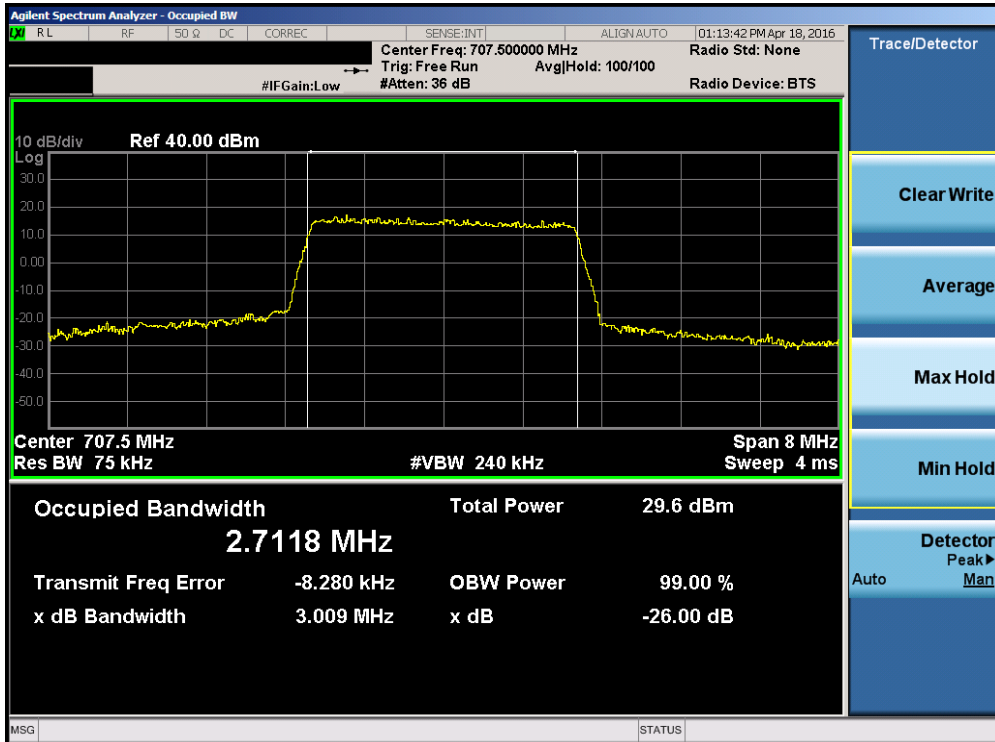 Agilent Spectrum Analyzer - Occupied BW
LXI RL RF 50 Ω DC CORREC SENSE:INT ALIGN AUTO 01:13:42 PM Apr 18, 2016
Center Freq: 707.500000 MHz Radio Std: None
Trig: Free Run Avg|Hold: 100/100
#IFGain:Low #Atten: 36 dB Radio Device: BTS
10 dB/div Ref 40.00 dBm
Log
30.0
20.0
10.0
0.00
-10.0
-20.0
-30.0
-40.0
-50.0
Center 707.5 MHz Span 8 MHz
Res BW 75 kHz #VBW 240 kHz Sweep 4 ms
Occupied Bandwidth Total Power 29.6 dBm
2.7118 MHz
Transmit Freq Error -8.280 kHz OBW Power 99.00 %
x dB Bandwidth 3.009 MHz x dB -26.00 dB
MSG STATUS
Trace/Detector
Clear Write
Average
Max Hold
Min Hold
Detector
Peak▶
Auto Man